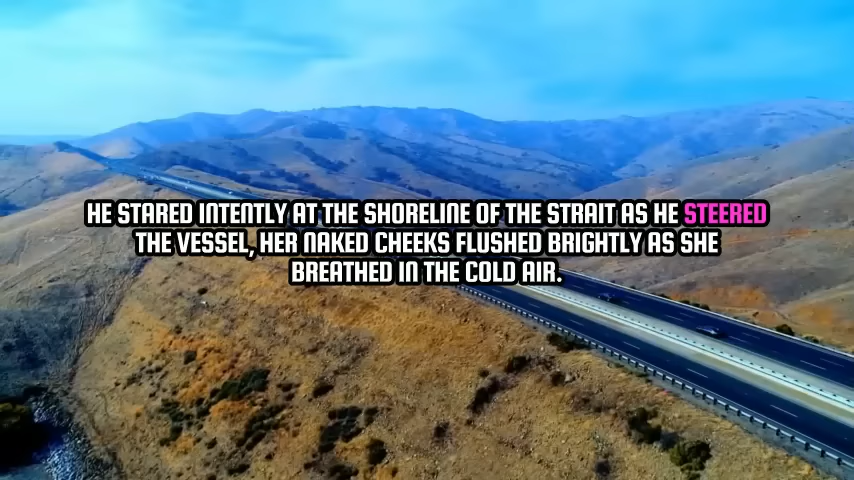 HE STARED INTENTLY AT THE SHORELINE OF THE STRAIT AS HE STEERED
THE VESSEL, HER NAKED CHEEKS FLUSHED BRIGHTLY AS SHE
BREATHED IN THE COLD AIR.